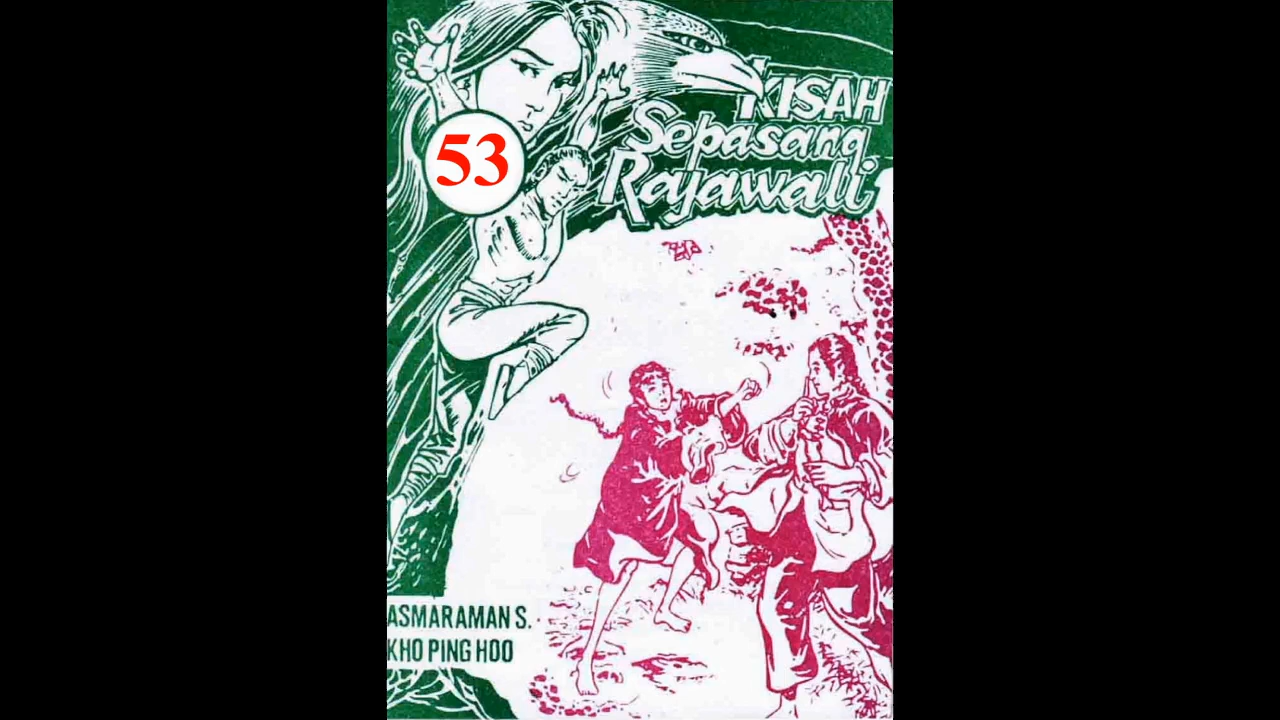 KISAH
Sepasang
Rajawali
53
ASMARAMAN S.
KHO PING HOO